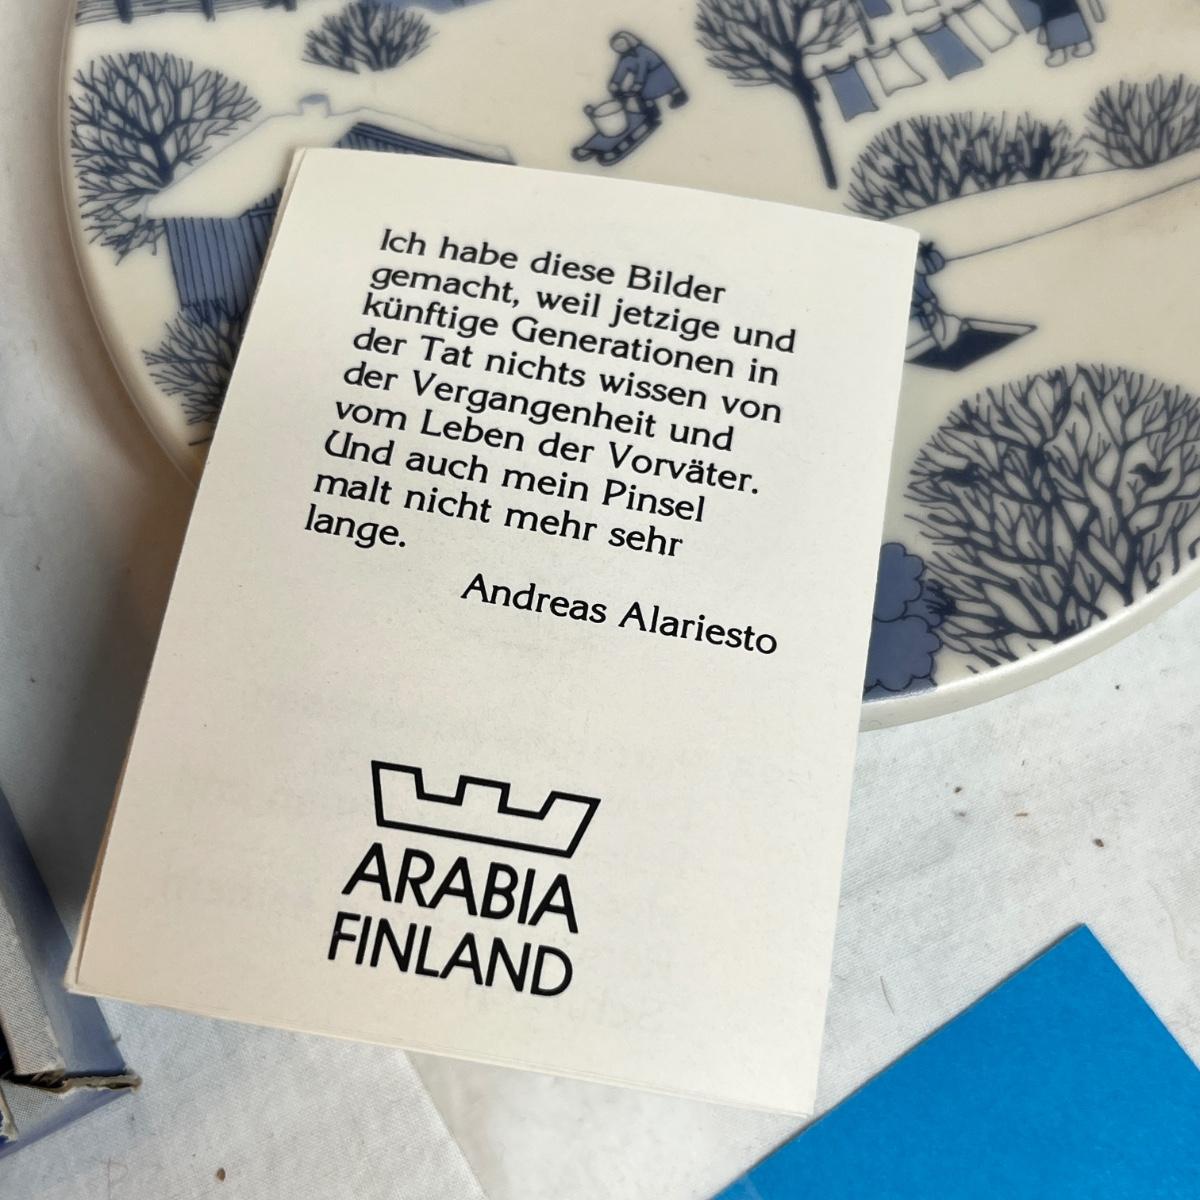 Ich habe diese Bilder
gemacht, weil jetzige und
künftige Generationen in
der Tat nichts wissen von
der Vergangenheit und
vom Leben der Vorväter.
Und auch mein Pinsel
malt nicht mehr sehr
lange.
Andreas Alariesto
ARABIA
FINLAND